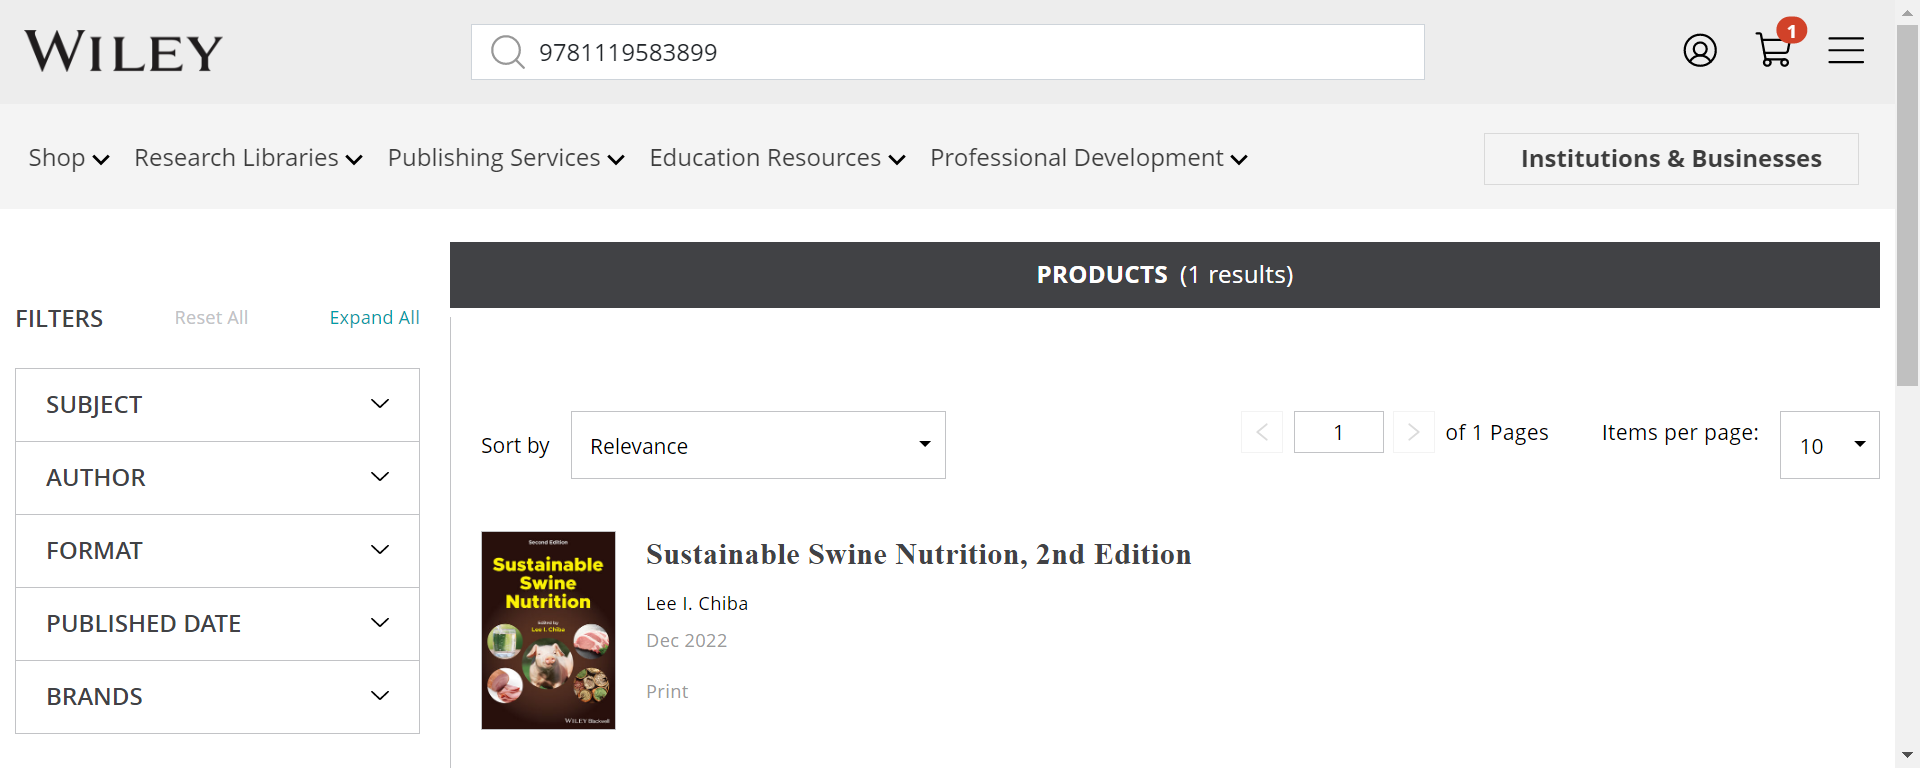 WILEY
9781119583899
1
Shop
Research Libraries
Publishing Services
Education Resources
Professional Development
Institutions & Businesses
PRODUCTS (1 results)
FILTERS
Reset All
Expand All
SUBJECT
AUTHOR
FORMAT
PUBLISHED DATE
BRANDS
Sort by
Relevance
1
of 1 Pages
Items per page:
10
Second Edition
Sustainable
Swine
Nutrition
Edited by
Lee I. Chiba
WILEY Blackwell
Sustainable Swine Nutrition, 2nd Edition
Lee I. Chiba
Dec 2022
Print